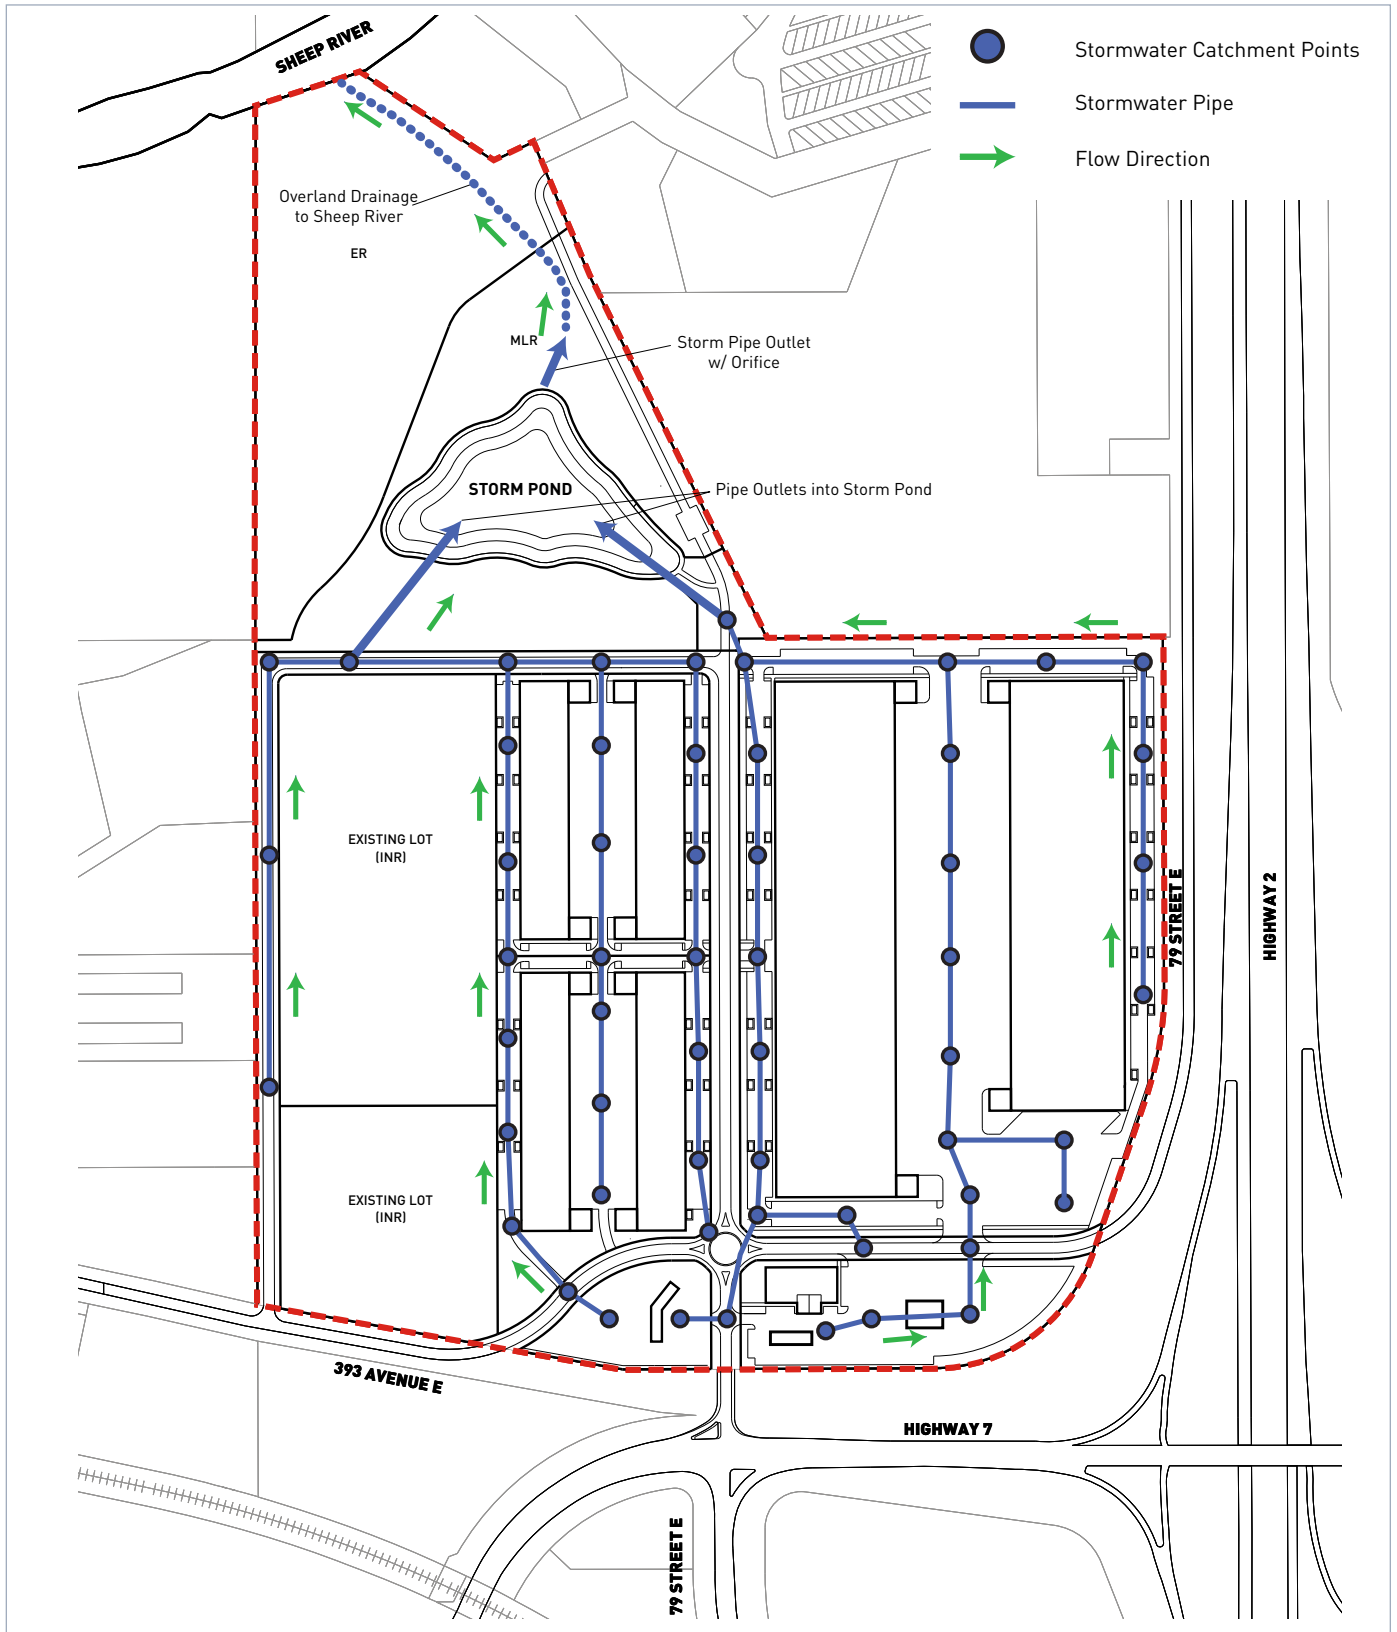 SHEEP RIVER
Stormwater Catchment Points
Stormwater Pipe
Flow Direction
Overland Drainage
to Sheep River
ER
MLR
Storm Pipe Outlet
w/ Orifice
STORM POND
Pipe Outlets into Storm Pond
EXISTING LOT
(INR)
79 STREET E
HIGHWAY 2
EXISTING LOT
(INR)
393 AVENUE E
HIGHWAY 7
79 STREET E